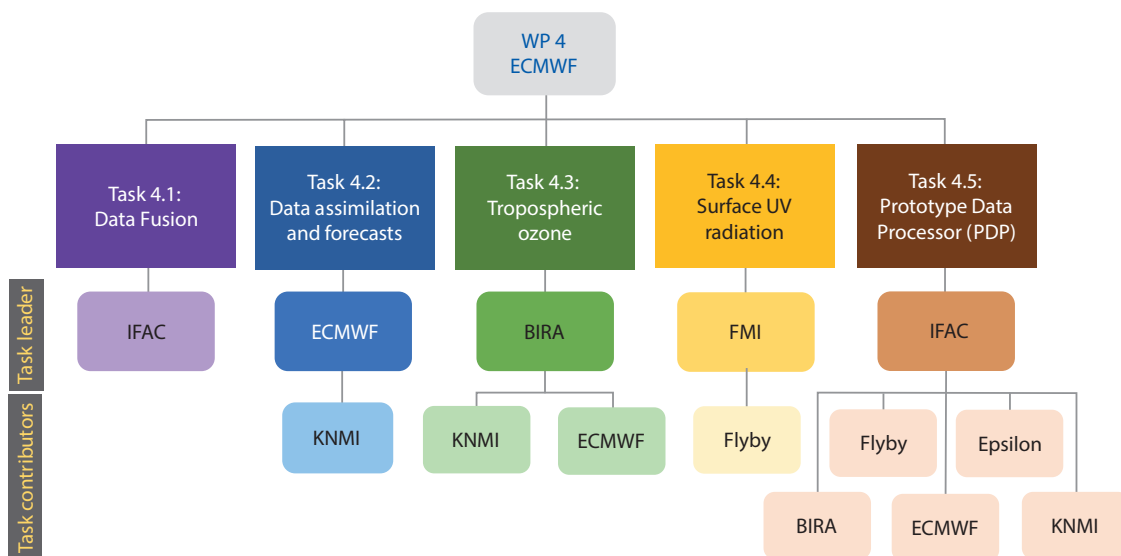 WP 4
ECMWF
Task 4.1:
Data Fusion
Task 4.2:
Data assimilation
and forecasts
Task 4.3:
Tropospheric
ozone
Task 4.4:
Surface UV
radiation
Task 4.5:
Prototype Data
Processor (PDP)
Task leader
IFAC
ECMWF
BIRA
FMI
IFAC
Task contributors
KNMI
KNMI
ECMWF
Flyby
Flyby
Epsilon
BIRA
ECMWF
KNMI